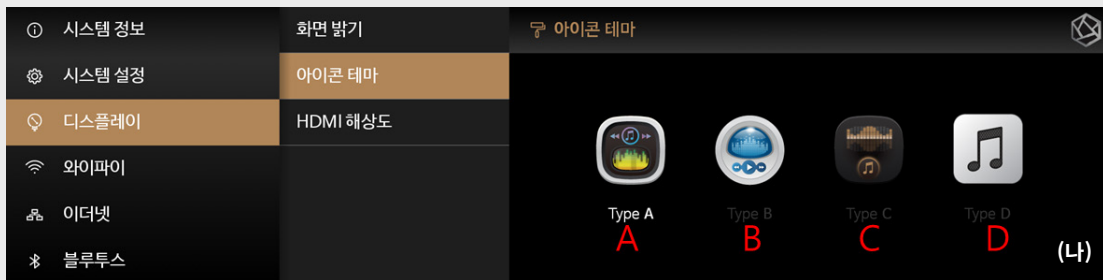 시스템 정보
시스템 설정
디스플레이
와이파이
이더넷
블루투스
화면 밝기
아이콘 테마
HDMI 해상도
아이콘 테마
Type A
Type B
Type C
Type D
A
B
C
D
(나)